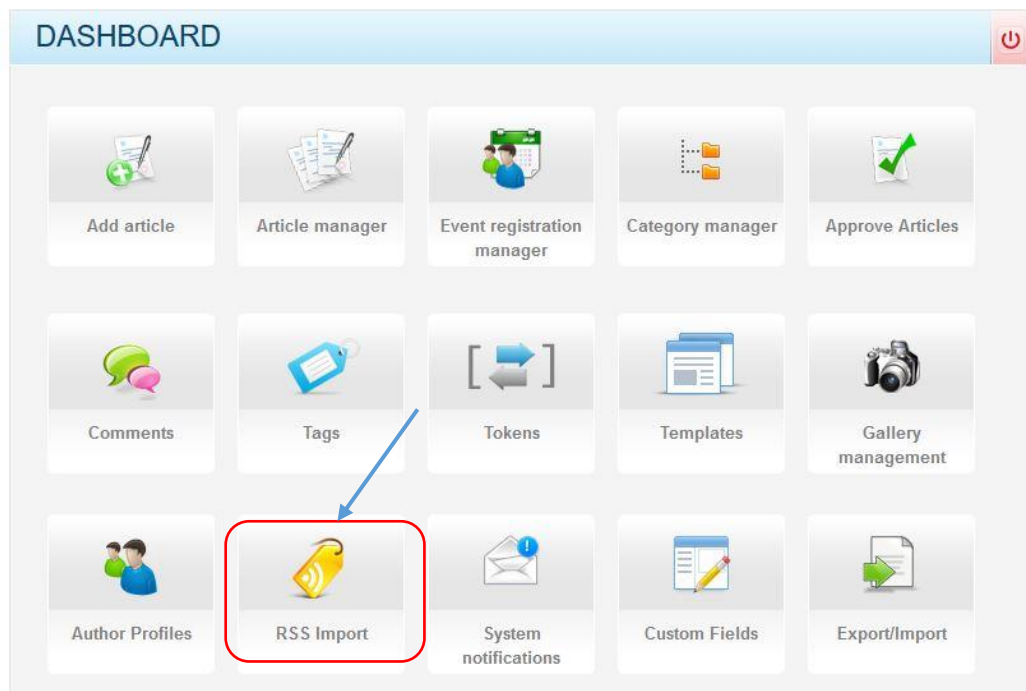 DASHBOARD
Add article
Article manager
Event registration
manager
Category manager
Approve Articles
Comments
Tags
Tokens
Templates
Gallery
management
Author Profiles
RSS Import
System
notifications
Custom Fields
Export/Import